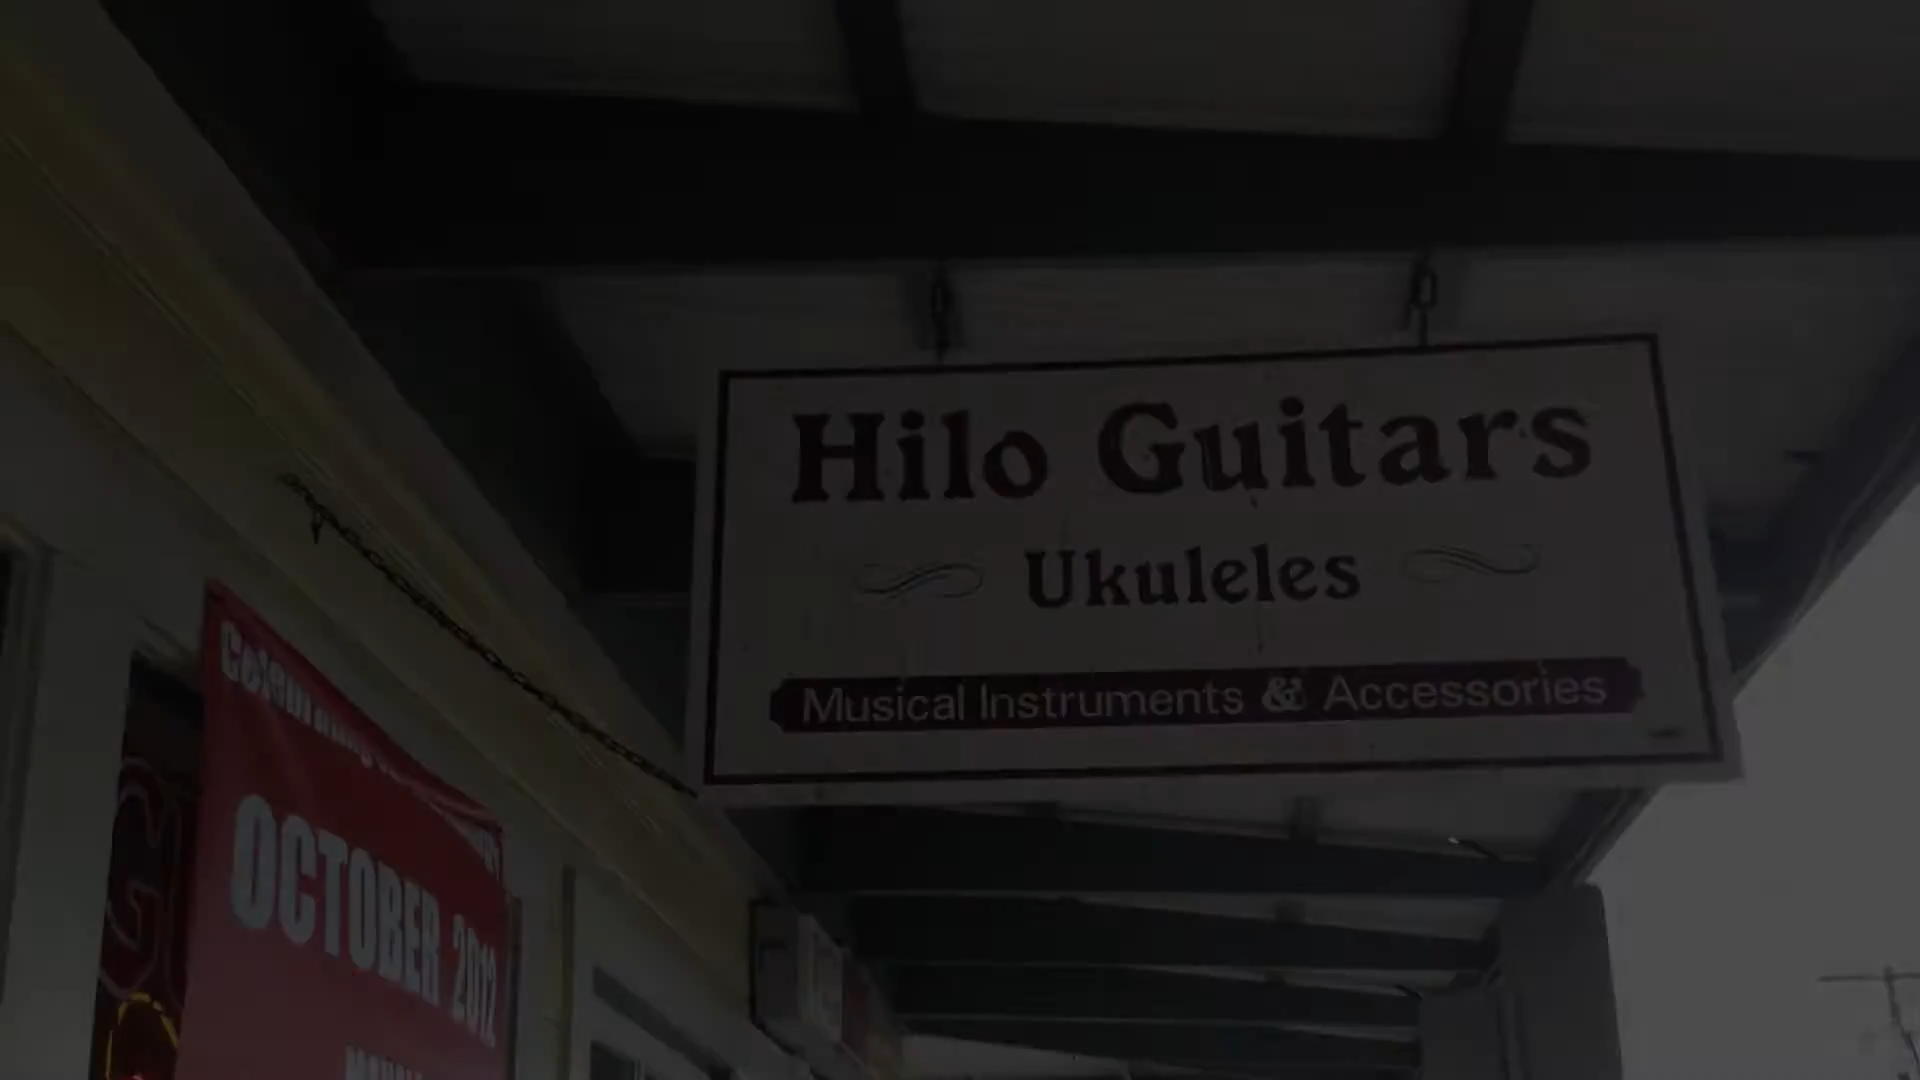 Hilo Guitars
Ukuleles
Musical Instruments & Accessories
OCTOBER 2012